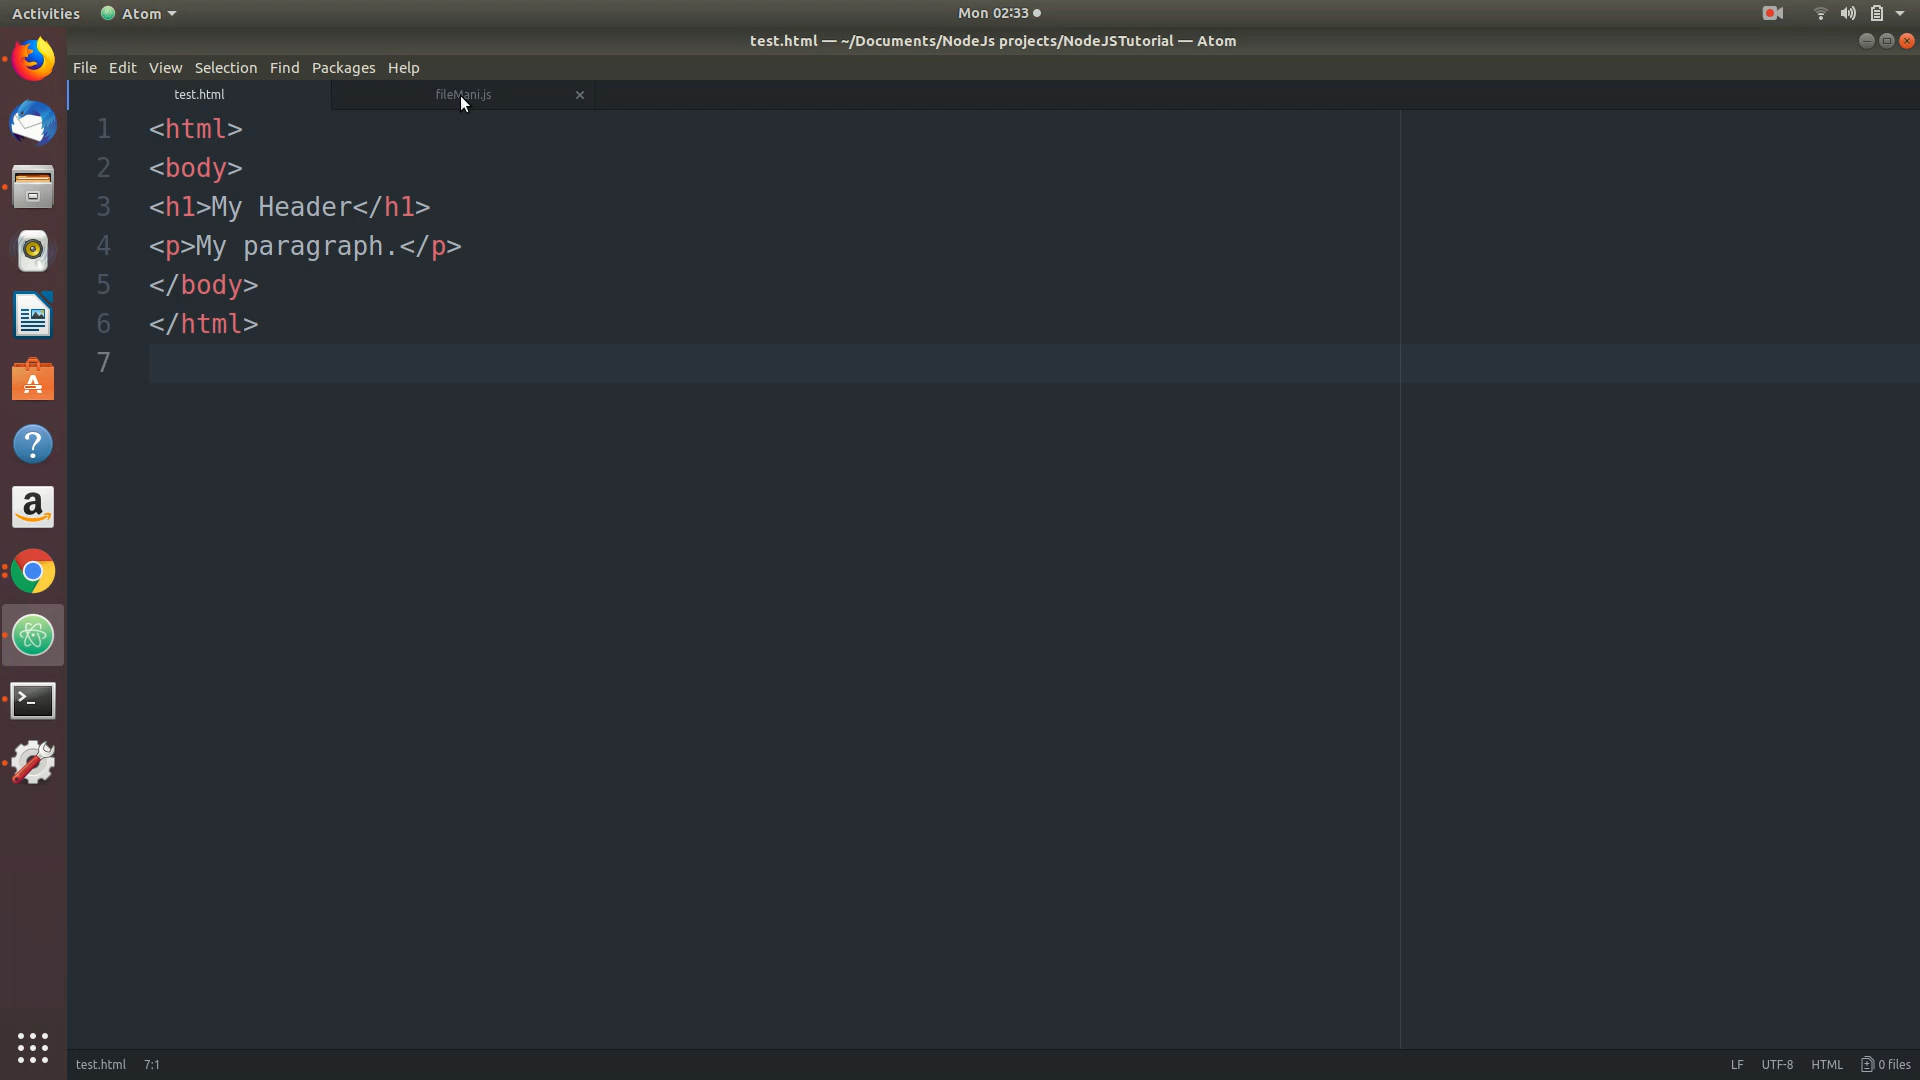 Activities
Atom
Mon 02:33
test.html — ~/Documents/NodeJs projects/NodeJSTutorial — Atom
File Edit View Selection Find Packages Help
test.html
fileMani.js
1 <html>
2 <body>
3 <h1>My Header</h1>
4 <p>My paragraph.</p>
5 </body>
6 </html>
7
test.html 7:1
LF UTF-8 HTML 0 files